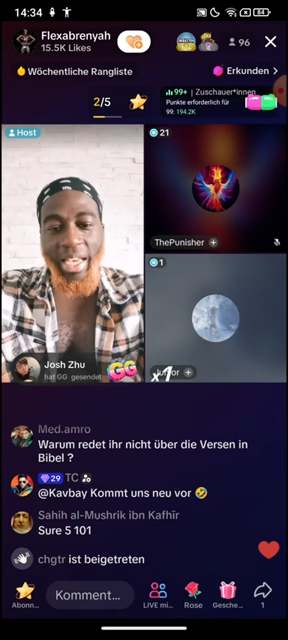 14:34
84
Flexabrenyah
15.5K Likes
96
Wöchentliche Rangliste
Erkunden >
2/5
99+ | Zuschauer*innen
Punkte erforderlich für
99: 194.2K
Host
21
ThePunisher +
1
x1
Josh Zhu
hat GG gesendet
GG
Med.amro
Warum redet ihr nicht über die Versen in
Bibel ?
29 TC
@Kavbay Kommt uns neu vor 🤣
Sahih al-Mushrik ibn Kafhīr
Sure 5 101
chgtr ist beigetreten
Abonn...
Komment...
LIVE mi...
Rose
Gesche...
1